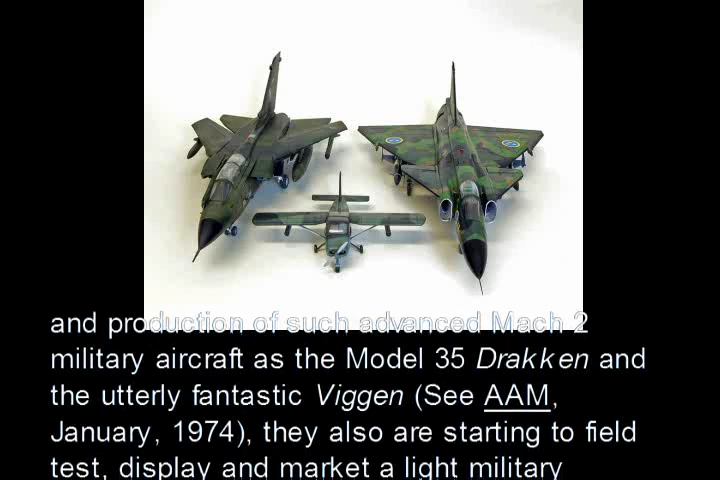 and production of such advanced Mach 2
military aircraft as the Model 35 Drakken and
the utterly fantastic Viggen (See AAM,
January, 1974), they also are starting to field
test, display and market a light military